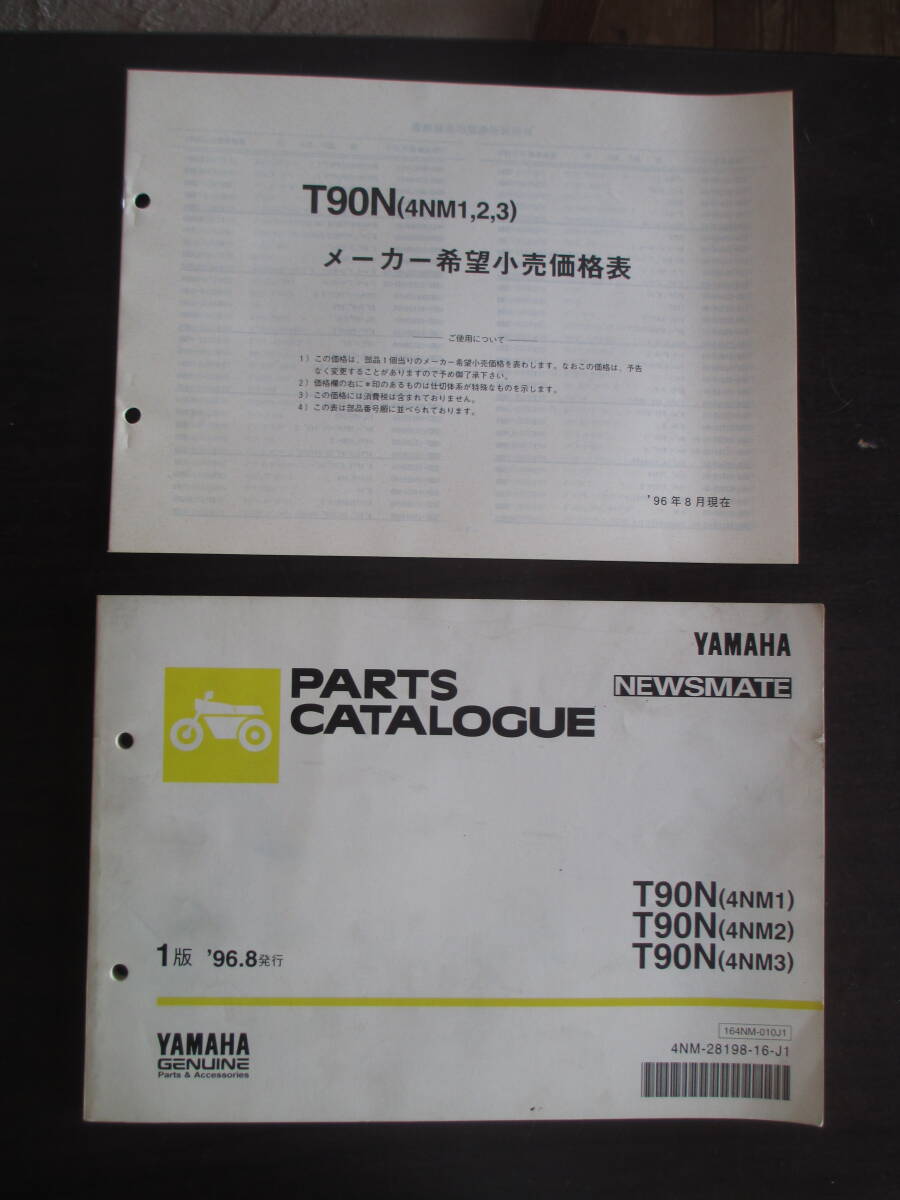 T90N(4NM1,2,3)
メーカー希望小売価格表
ご使用について
1）この価格は、部品1個当りのメーカー希望小売価格を表わします。なおこの価格は、予告
なく変更することがありますので予め御了承下さい。
2）価格欄の右に＊印のあるものは仕切体系が特殊なものを示します。
3）この価格には消費税は含まれておりません。
4）この表は部品番号順に並べられております。
'96年8月現在
YAMAHA
NEWSMATE
PARTS
CATALOGUE
T90N(4NM1)
T90N(4NM2)
T90N(4NM3)
1版 '96.8発行
YAMAHA
GENUINE
Parts & Accessories
164NM-010J1
4NM-28198-16-J1